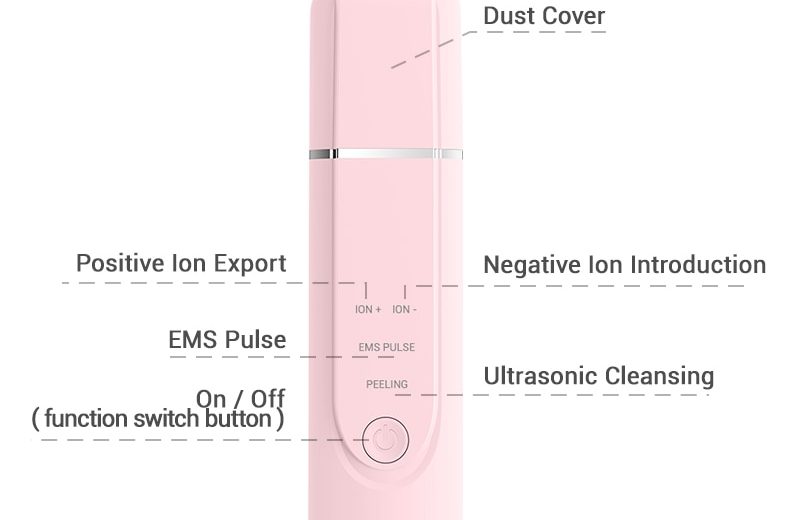 Dust Cover
Positive Ion Export
Negative Ion Introduction
ION + ION -
EMS Pulse
EMS PULSE
Ultrasonic Cleansing
PEELING
On / Off
( function switch button )